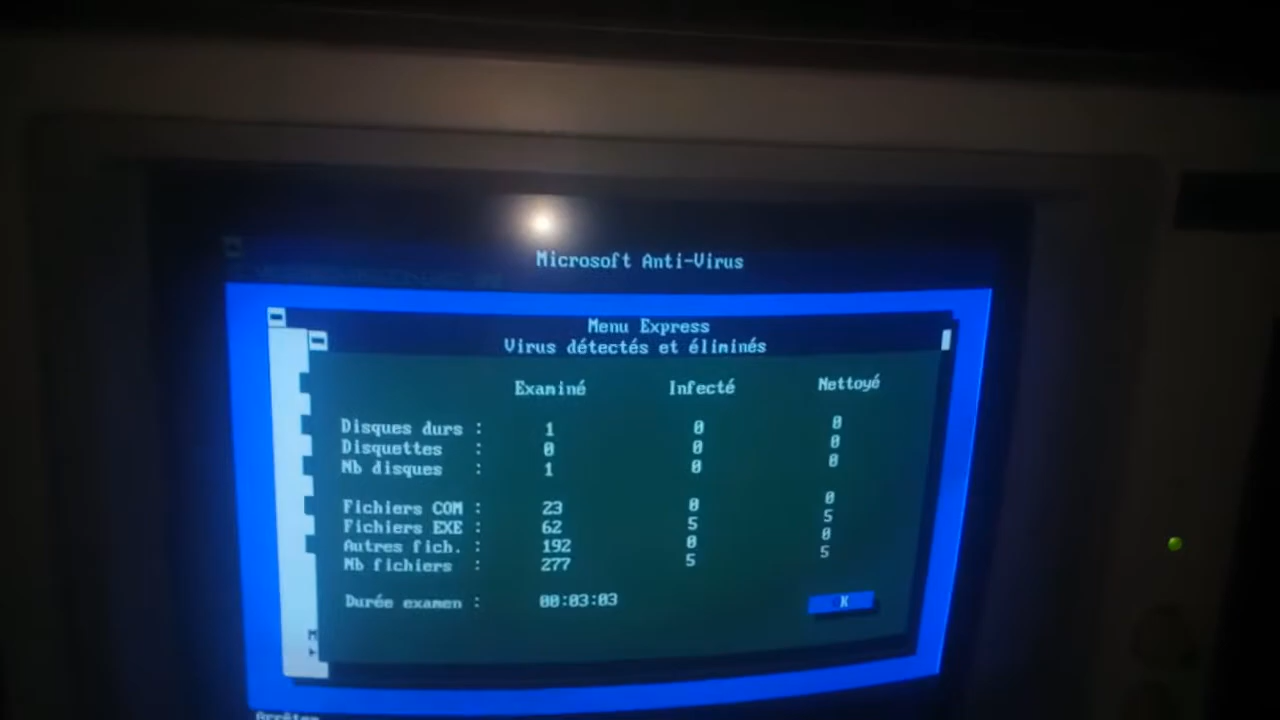 Microsoft Anti-Virus
Menu Express
Virus détectés et éliminés
Examiné Infecté Nettoyé
Disques durs : 1 0 0
Disquettes : 0 0 0
Nb disques : 1 0 0
Fichiers COM : 23 0 0
Fichiers EXE : 62 5 5
Autres fich. : 192 0 0
Nb fichiers : 277 5 5
Durée examen : 00:03:03
OK
M
Arrêter